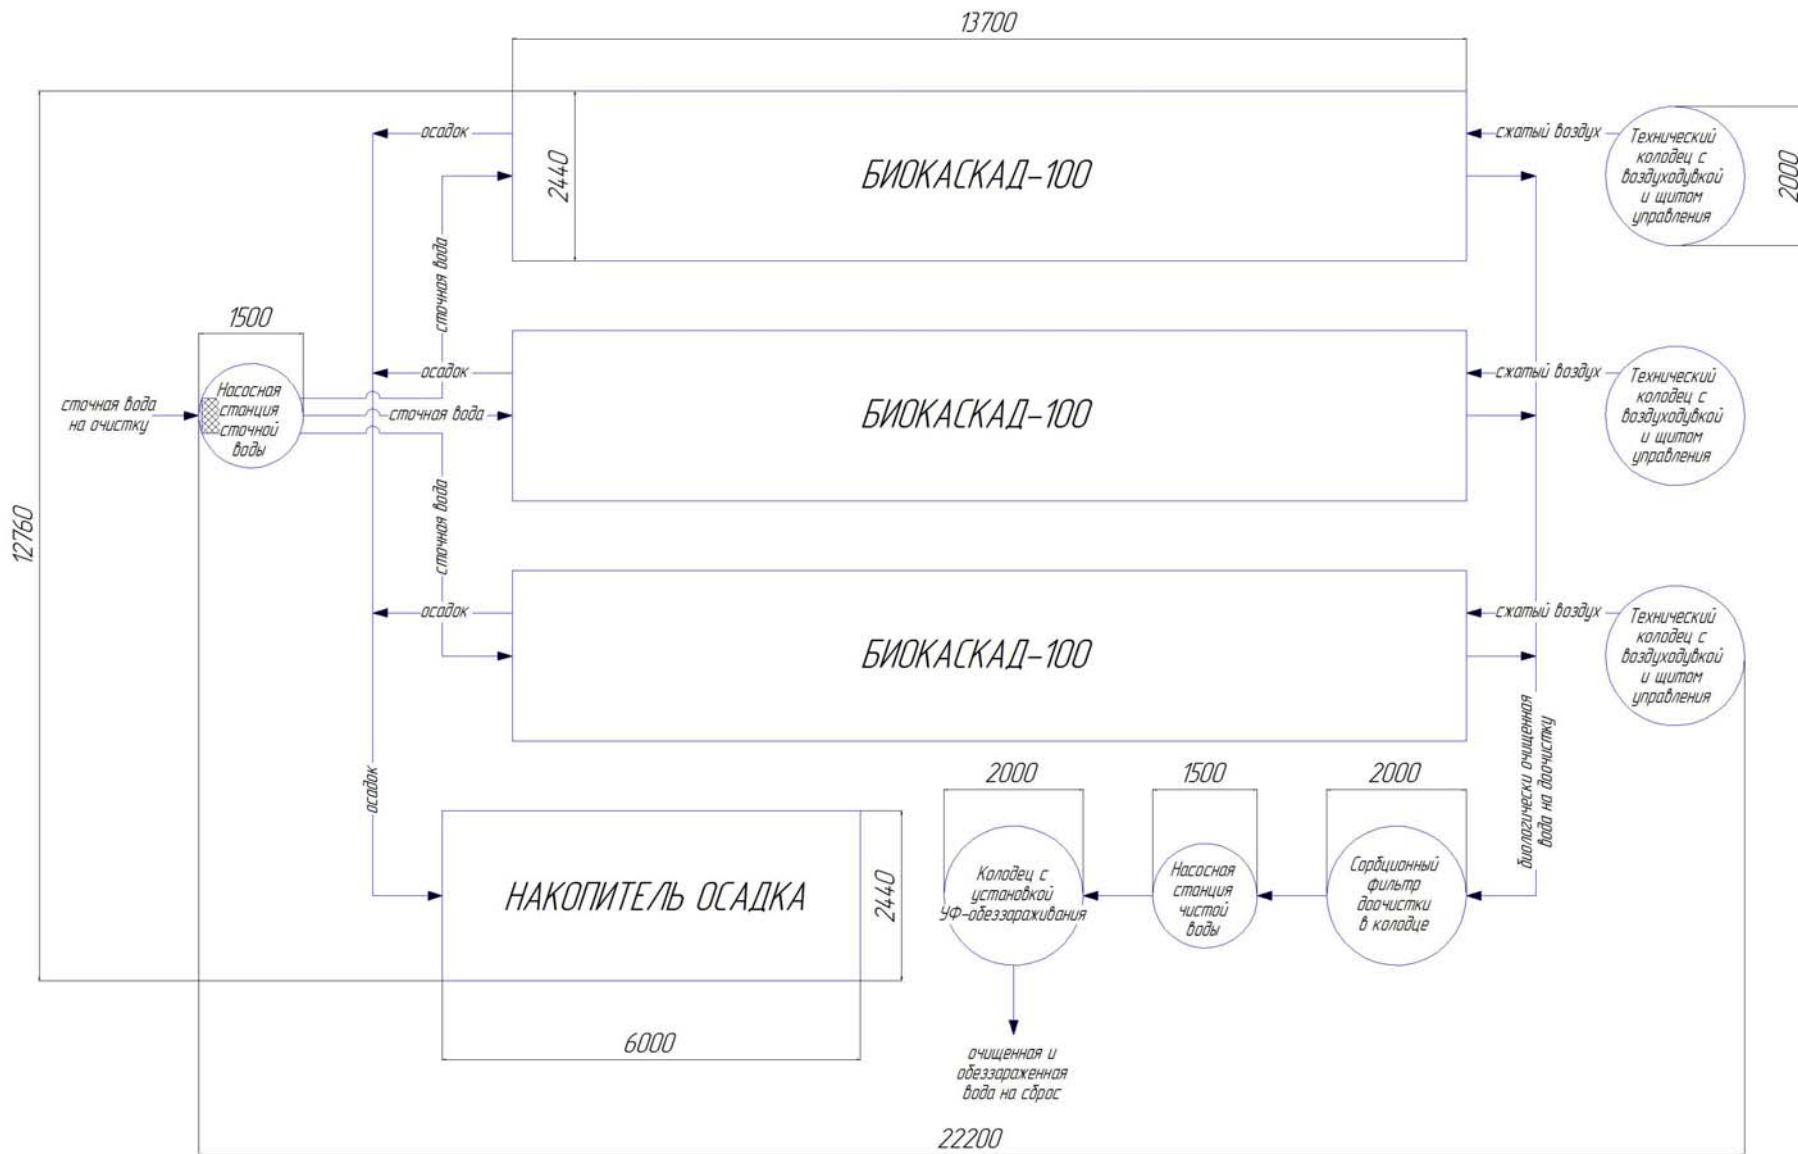 13700
12760
осадок
2440
БИОКАСКАД-100
сжатый воздух
Технический
колодец с
воздуходувкой
и щитом
управления
2000
сточная вода
1500
сточная вода
на очистку
Насосная
станция
сточной
воды
осадок
сточная вода
БИОКАСКАД-100
сжатый воздух
Технический
колодец с
воздуходувкой
и щитом
управления
сточная вода
осадок
БИОКАСКАД-100
сжатый воздух
Технический
колодец с
воздуходувкой
и щитом
управления
осадок
биологически очищенная
вода на доочистку
НАКОПИТЕЛЬ ОСАДКА
2440
6000
2000
Колодец с
установкой
УФ-обеззараживания
1500
Насосная
станция
чистой
воды
2000
Сорбционный
фильтр
доочистки
в колодце
очищенная и
обеззараженная
вода на сброс
22200